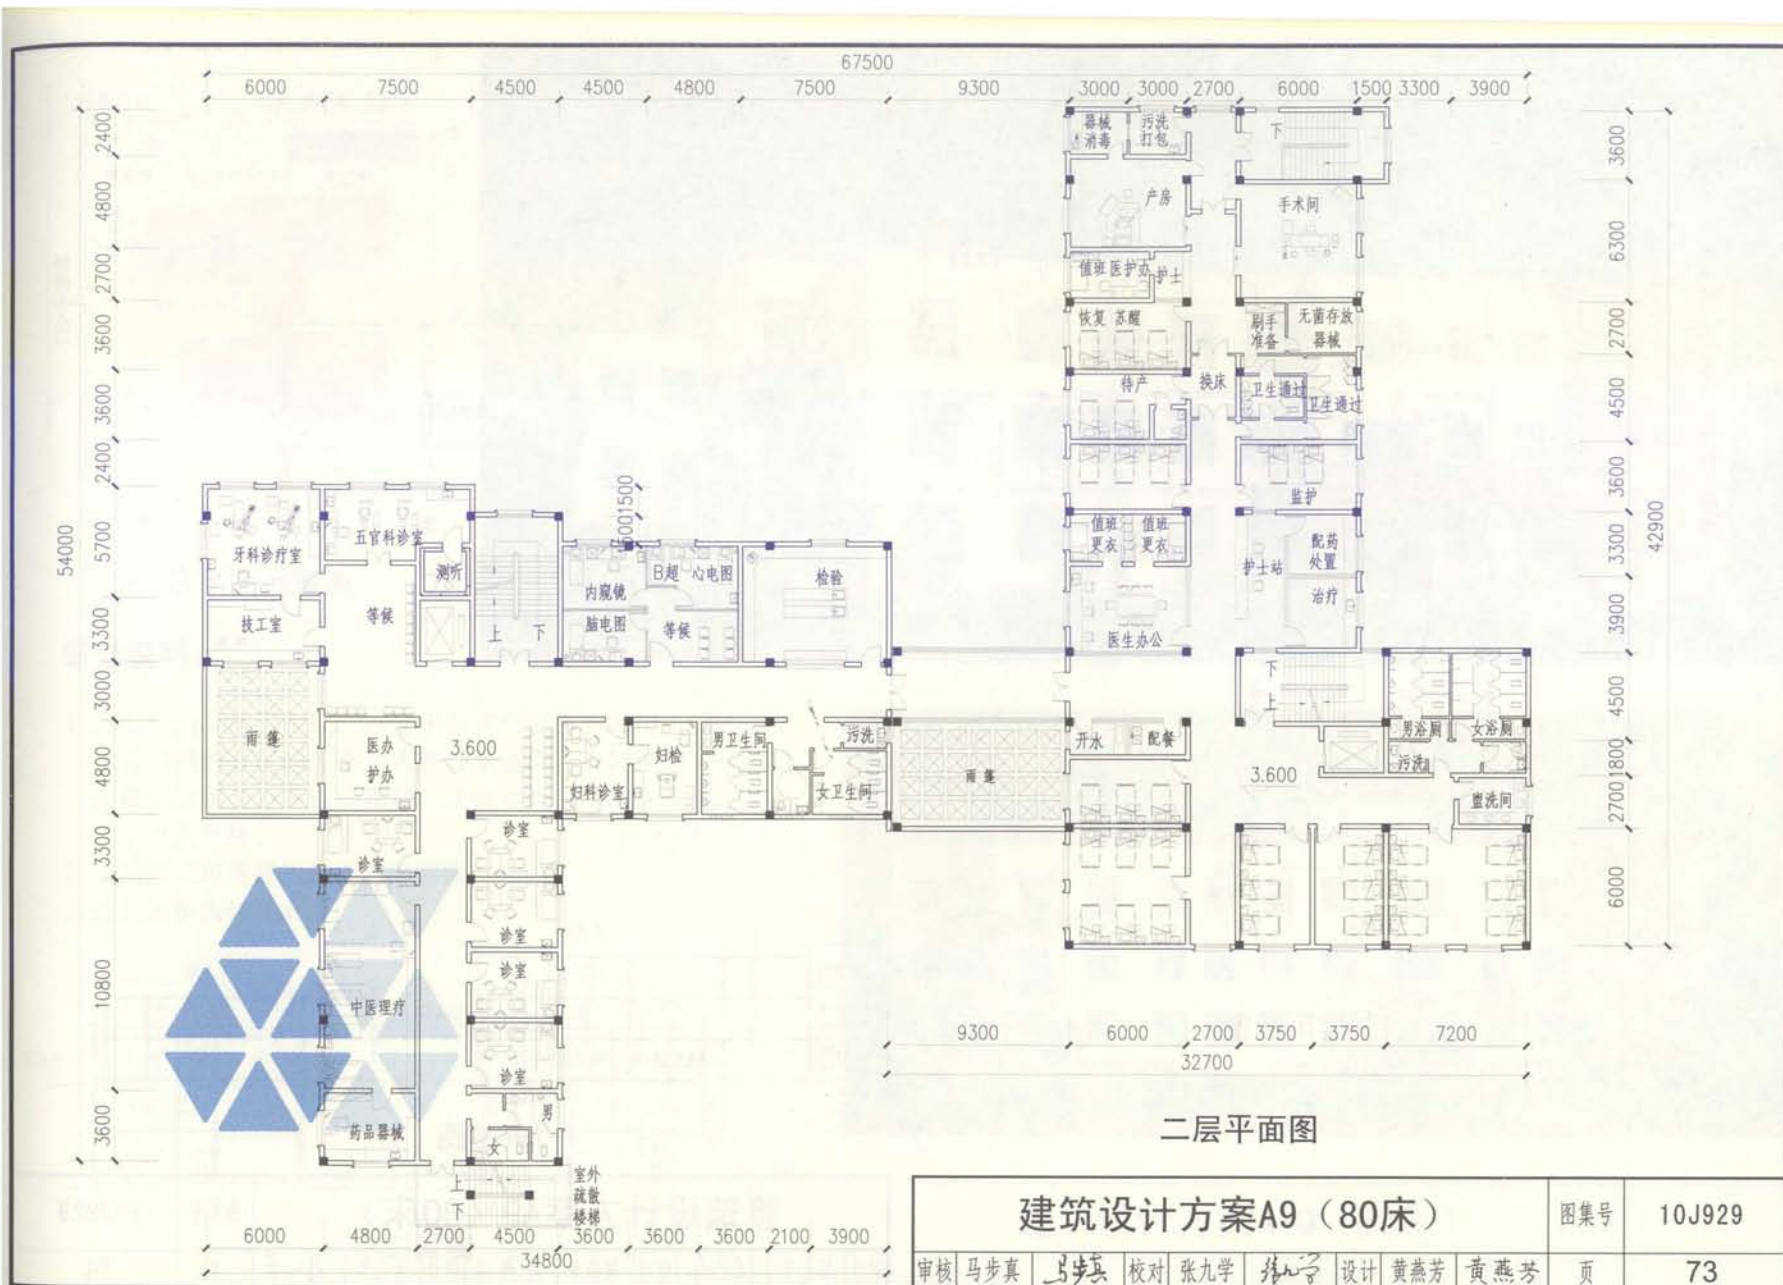 67500
6000 7500 4500 4500 4800 7500 9300 3000 3000 2700 6000 1500 3300 3900
54000
2400
4800
2700
3600
3600
2400
5700
3300
3000
4800
3300
10800
3600
1500
3600
6300
2700
4500
3600
3300
3900
4500
1800
2700
6000
42900
器械
消毒
污洗
打包
下
产房
手术间
值班 医护办
护士
恢复 苏醒
刷手
准备
无菌存放
器械
待产
换床
卫生通过
卫生通过
监护
值班
更衣
值班
更衣
护士站
配药
处置
治疗
医生办公
牙科诊疗室
五官科诊室
测听
技工室
等候
上 下
内窥镜
B超
心电图
脑电图
等候
检验
下
上
男浴厕
女浴厕
污洗
盥洗间
雨篷
医办
护办
3.600
妇科诊室
妇检
男卫生间
污洗
女卫生间
雨篷
开水
配餐
3.600
诊室
诊室
诊室
诊室
诊室
中医理疗
药品器械
男
女
上
下
室外
疏散
楼梯
9300 6000 2700 3750 3750 7200
32700
6000 4800 2700 4500 3600 3600 3600 2100 3900
34800
二层平面图
建筑设计方案A9（80床） 图集号 10J929
审核 马步真 校对 张九学 设计 黄燕芳 黄燕芳 页 73